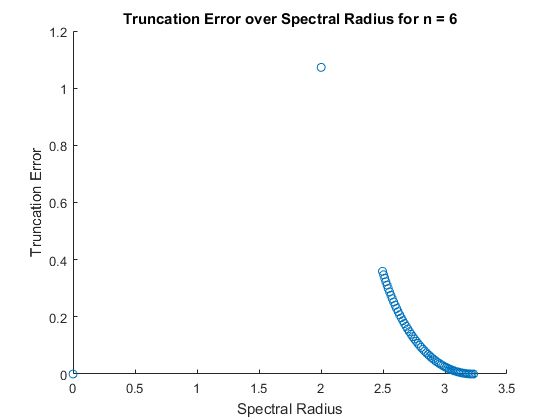 Truncation Error over Spectral Radius for n = 6
1.2
1
0.8
0.6
0.4
0.2
0
Truncation Error
0 0.5 1 1.5 2 2.5 3 3.5
Spectral Radius